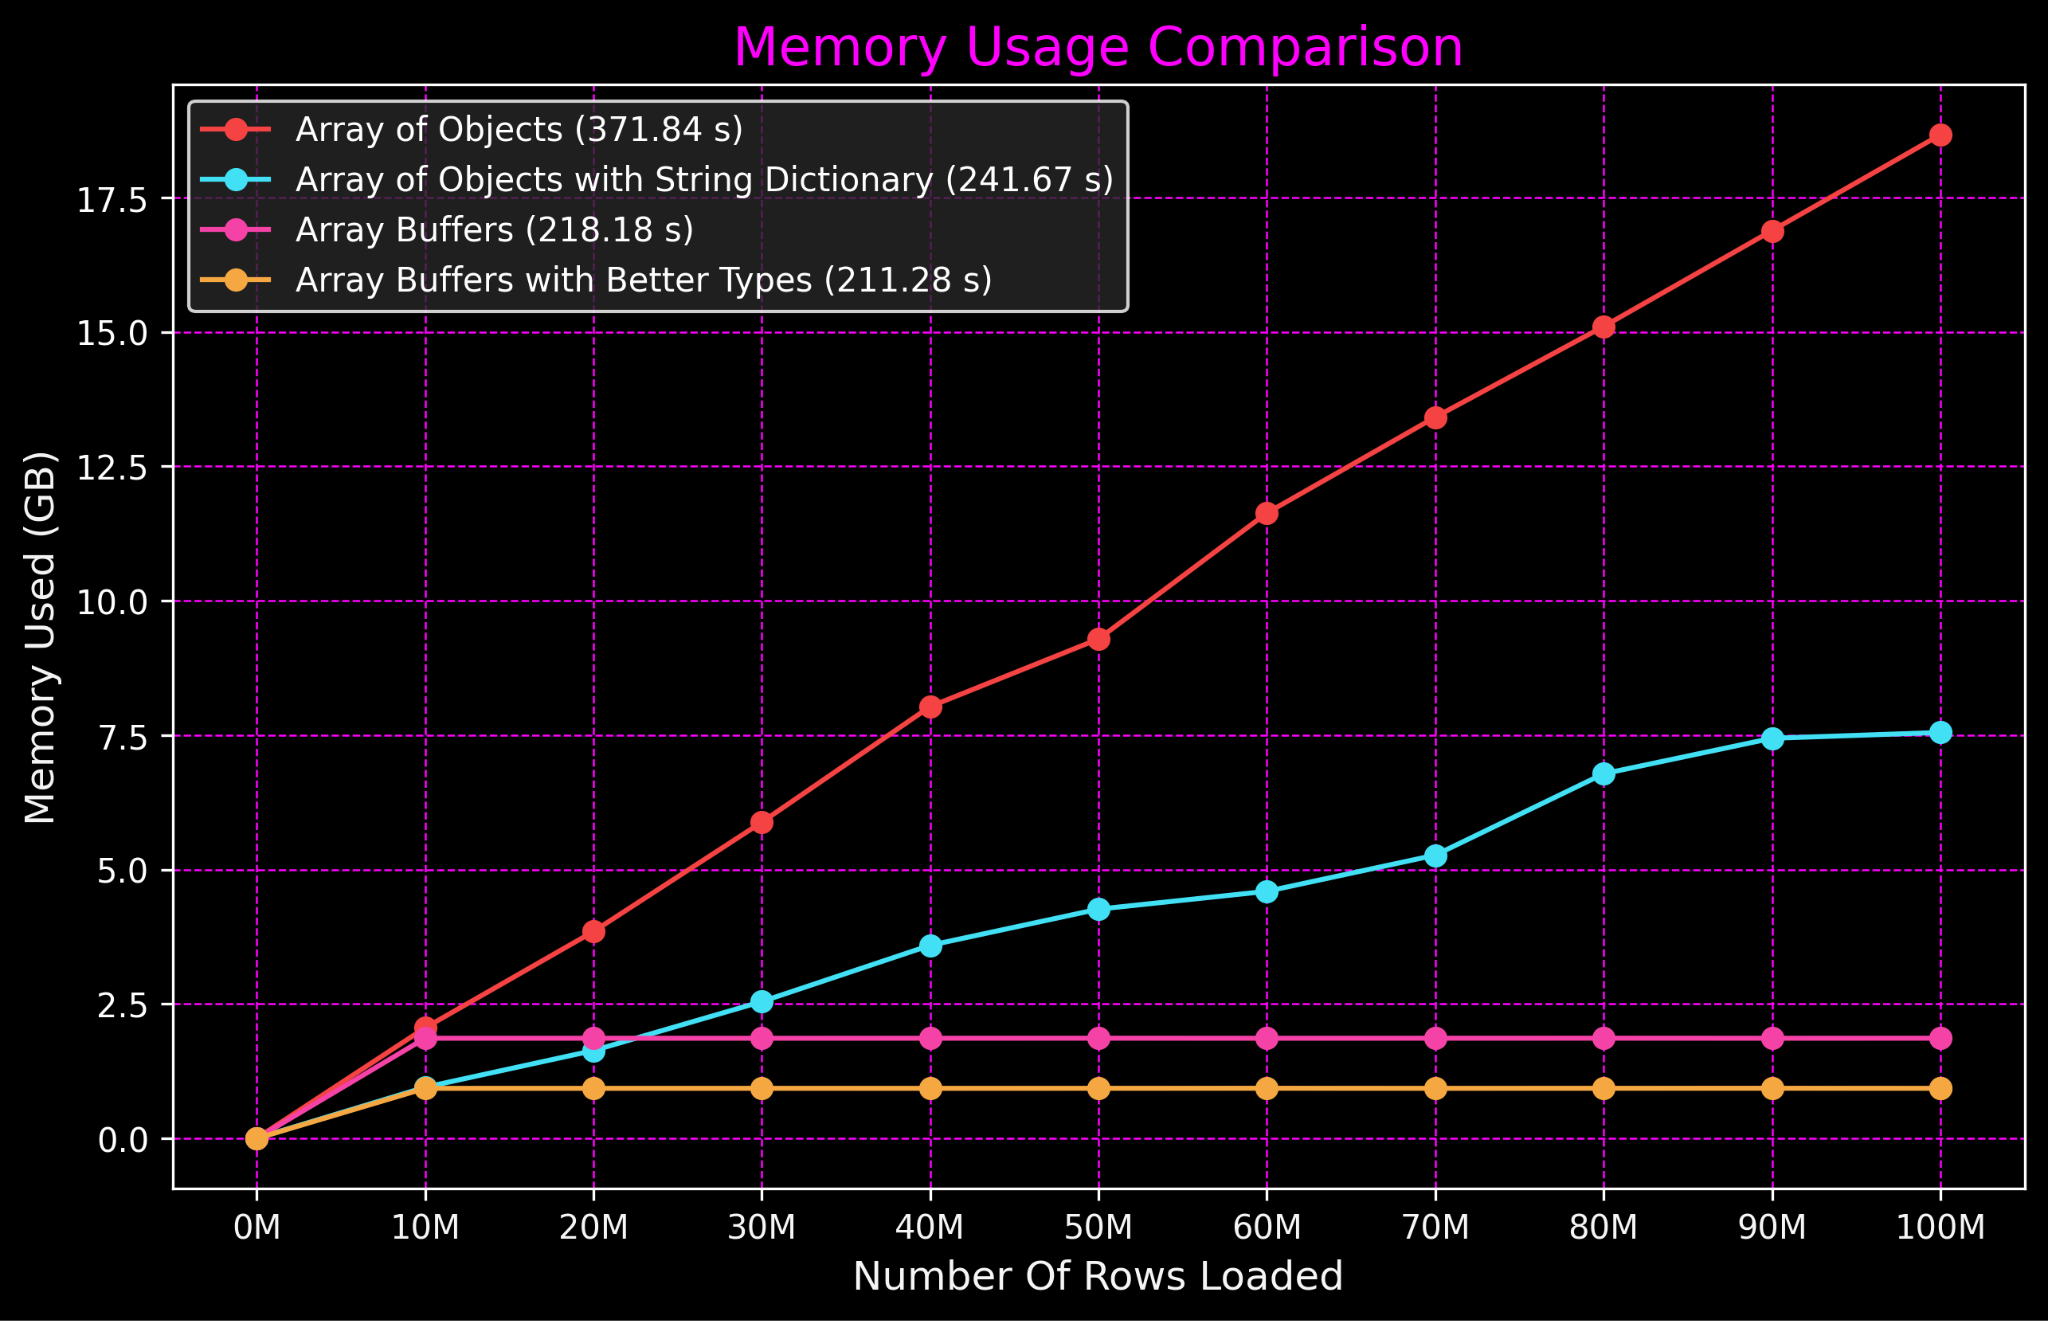 Memory Usage Comparison
Array of Objects (371.84 s)
Array of Objects with String Dictionary (241.67 s)
Array Buffers (218.18 s)
Array Buffers with Better Types (211.28 s)
Memory Used (GB)
17.5
15.0
12.5
10.0
7.5
5.0
2.5
0.0
0M 10M 20M 30M 40M 50M 60M 70M 80M 90M 100M
Number Of Rows Loaded